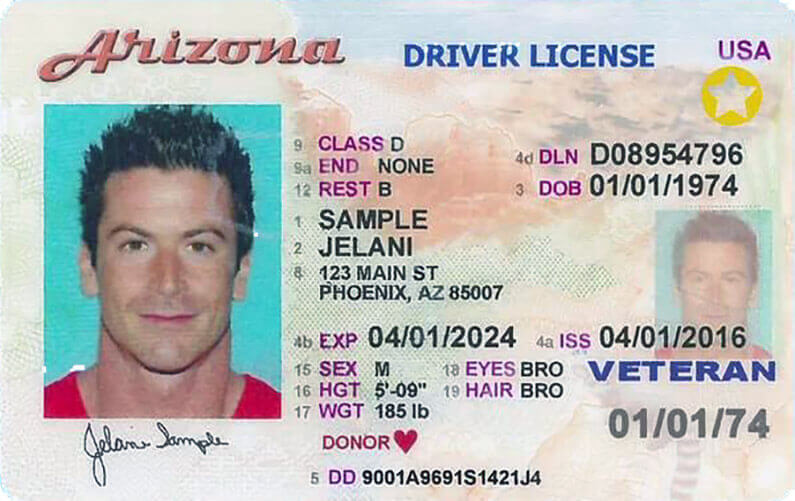 Arizona DRIVER LICENSE USA
9 CLASS D
9a END NONE 4d DLN D08954796
12 REST B 3 DOB 01/01/1974
1 SAMPLE
2 JELANI
8 123 MAIN ST
PHOENIX, AZ 85007
4b EXP 04/01/2024 4a ISS 04/01/2016
15 SEX M 18 EYES BRO VETERAN
16 HGT 5'-09" 19 HAIR BRO
17 WGT 185 lb 01/01/74
Jelani Sample
DONOR
5 DD 9001A9691S1421J4